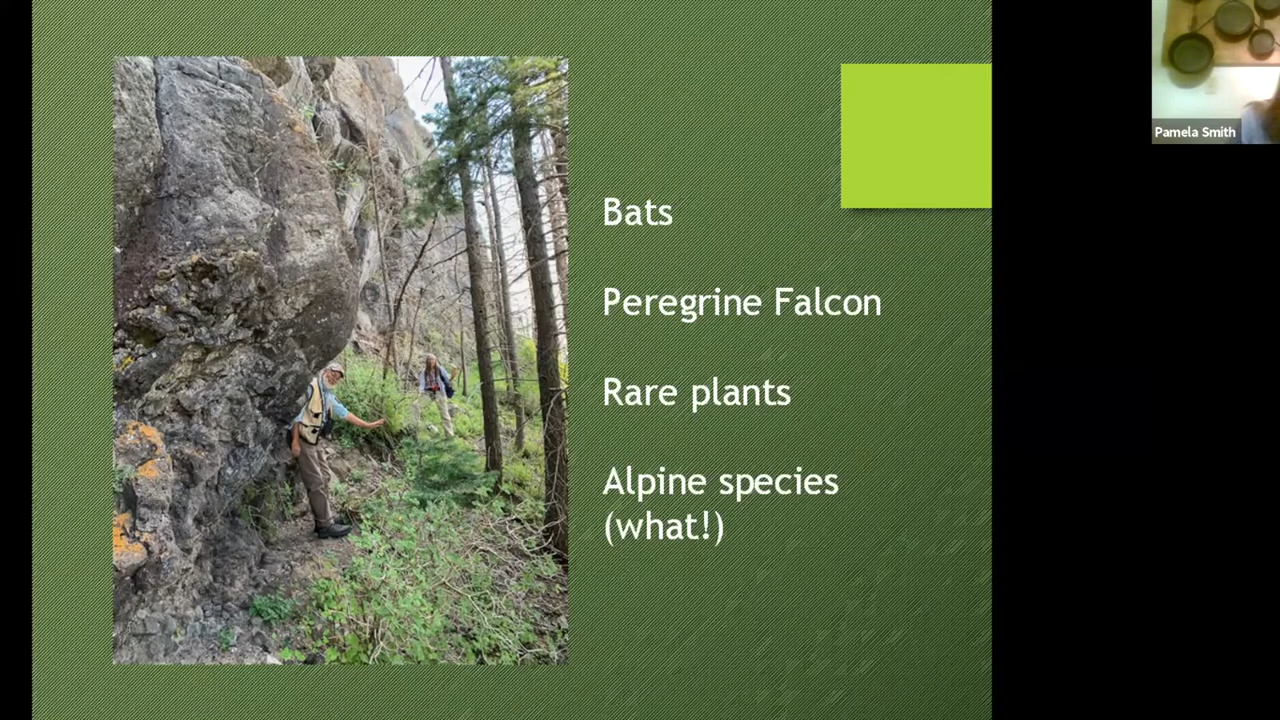 Bats
Peregrine Falcon
Rare plants
Alpine species
(what!)
Pamela Smith